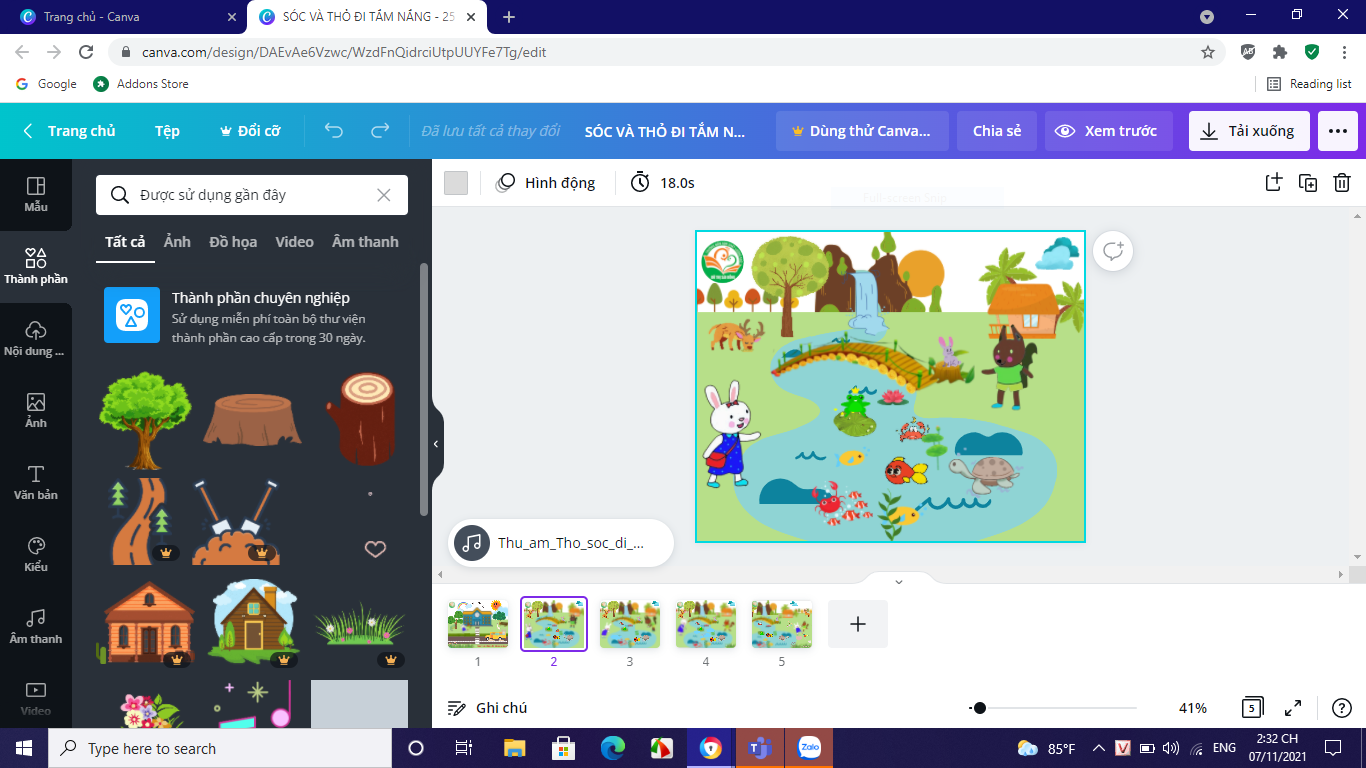 Trang chủ - Canva
SÓC VÀ THỎ ĐI TẮM NẮNG - 25
canva.com/design/DAEvAe6Vzwc/WzdFnQidrciUtpUUYFe7Tg/edit
Google
Addons Store
Reading list
Trang chủ
Tệp
Đổi cỡ
Đã lưu tất cả thay đổi
SÓC VÀ THỎ ĐI TẮM N...
Dùng thử Canva...
Chia sẻ
Xem trước
Tải xuống
Mẫu
Thành phần
Nội dung ...
Ảnh
Văn bản
Kiểu
Âm thanh
Video
Được sử dụng gần đây
Tất cả
Ảnh
Đồ họa
Video
Âm thanh
Thành phần chuyên nghiệp
Sử dụng miễn phí toàn bộ thư viện
thành phần cao cấp trong 30 ngày.
Hình động
18.0s
Full-screen Snip
Thu_am_Tho_soc_di_...
1
2
3
4
5
Ghi chú
41%
5
Type here to search
85°F
V
ENG
2:32 CH
07/11/2021